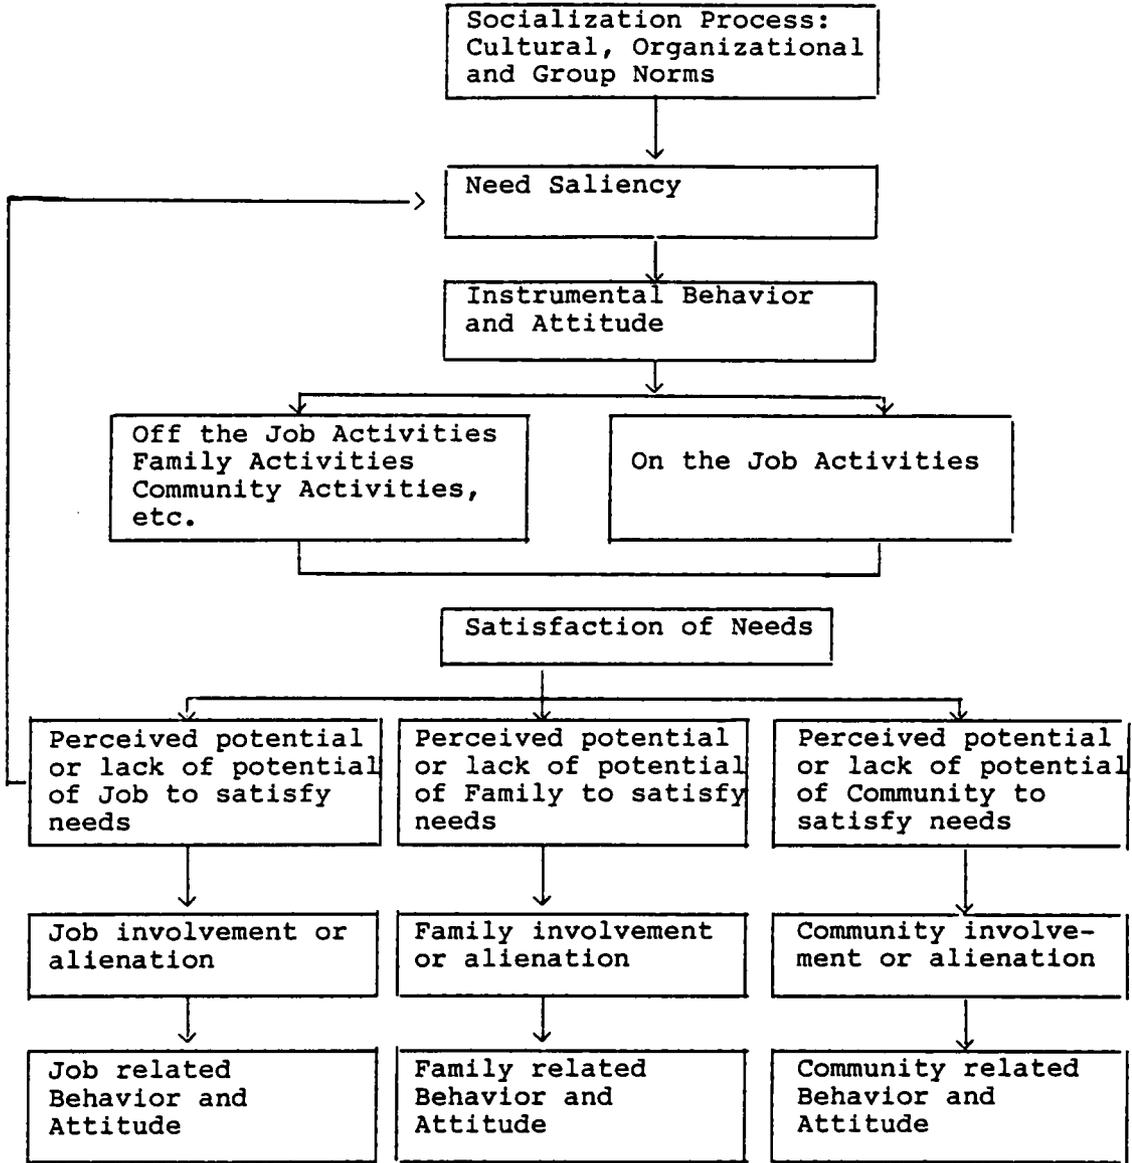 Socialization Process:
Cultural, Organizational
and Group Norms
Need Saliency
Instrumental Behavior
and Attitude
Off the Job Activities
Family Activities
Community Activities,
etc.
On the Job Activities
Satisfaction of Needs
Perceived potential
or lack of potential
of Job to satisfy
needs
Perceived potential
or lack of potential
of Family to satisfy
needs
Perceived potential
or lack of potential
of Community to
satisfy needs
Job involvement or
alienation
Family involvement
or alienation
Community involve-
ment or alienation
Job related
Behavior and
Attitude
Family related
Behavior and
Attitude
Community related
Behavior and
Attitude